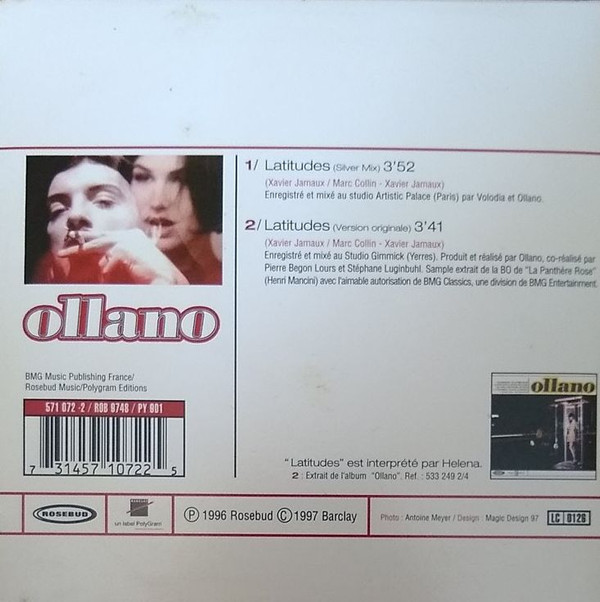 1/ Latitudes (Silver Mix) 3'52
(Xavier Jamaux / Marc Collin - Xavier Jamaux)
Enregistré et mixé au studio Artistic Palace (Paris) par Volodia et Ollano.
2/ Latitudes (Version originale) 3'41
(Xavier Jamaux / Marc Collin - Xavier Jamaux)
Enregistré et mixé au Studio Gimmick (Yerres). Produit et réalisé par Ollano, co-réalisé par
Pierre Begon Lours et Stéphane Luginbuhl. Sample extrait de la BO de "La Panthère Rose"
(Henri Mancini) avec l'aimable autorisation de BMG Classics, une division de BMG Entertainment.
ollano
BMG Music Publishing France/
Rosebud Music/Polygram Editions
571 072-2 / ROB 9748 / PY 901
7 31457 10722 5
ollano
"Latitudes" est interprété par Helena.
2 : Extrait de l'album "Ollano". Ref. : 533 249 2/4
ROSEBUD
un label PolyGram
Ⓟ 1996 Rosebud Ⓒ 1997 Barclay
Photo : Antoine Meyer / Design : Magic Design 97
LC 0126